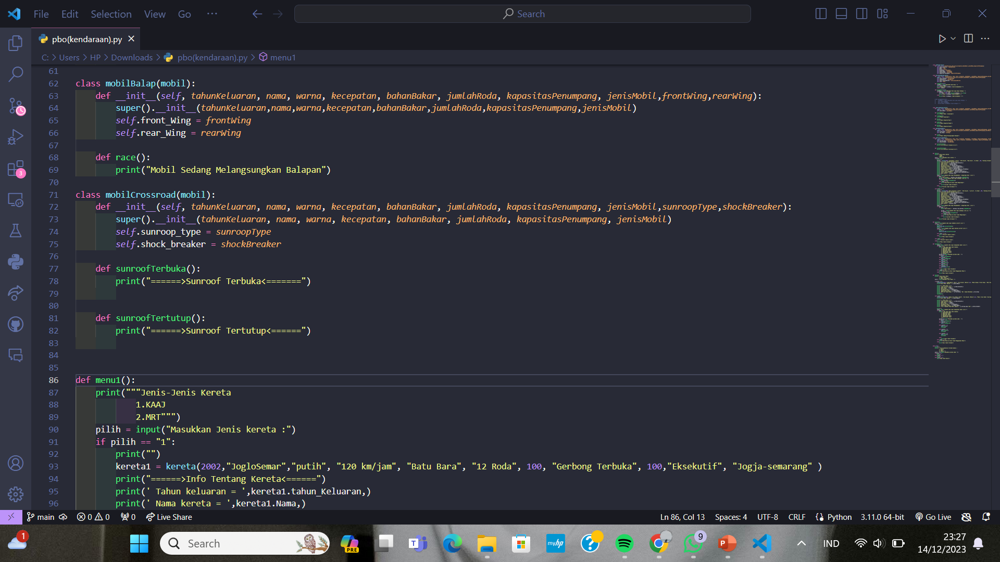 File Edit Selection View Go ··· Search
pbo(kendaraan).py
C: > Users > HP > Downloads > pbo(kendaraan).py > menu1
61
62 class mobilBalap(mobil):
63 def __init__(self, tahunKeluaran, nama, warna, kecepatan, bahanBakar, jumlahRoda, kapasitasPenumpang, jenisMobil,frontWing,rearWing):
64 super().__init__(tahunKeluaran,nama,warna,kecepatan,bahanBakar,jumlahRoda,kapasitasPenumpang,jenisMobil)
65 self.front_Wing = frontWing
66 self.rear_Wing = rearWing
67
68 def race():
69 print("Mobil Sedang Melangsungkan Balapan")
70
71 class mobilCrossroad(mobil):
72 def __init__(self, tahunKeluaran, nama, warna, kecepatan, bahanBakar, jumlahRoda, kapasitasPenumpang, jenisMobil,sunroopType,shockBreaker):
73 super().__init__(tahunKeluaran, nama, warna, kecepatan, bahanBakar, jumlahRoda, kapasitasPenumpang, jenisMobil)
74 self.sunroop_type = sunroopType
75 self.shock_breaker = shockBreaker
76
77 def sunroofTerbuka():
78 print("======>Sunroof Terbuka<=======")
79
80
81 def sunroofTertutup():
82 print("======>Sunroof Tertutup<======")
83
84
85
86 def menu1():
87 print("""Jenis-Jenis Kereta
88 1.KAAJ
89 2.MRT""")
90 pilih = input("Masukkan Jenis kereta :")
91 if pilih == "1":
92 print("")
93 kereta1 = kereta(2002,"JogloSemar","putih", "120 km/jam", "Batu Bara", "12 Roda", 100, "Gerbong Terbuka", 100,"Eksekutif", "Jogja-semarang" )
94 print("======>Info Tentang Kereta<======")
95 print(' Tahun keluaran = ',kereta1.tahun_Keluaran,)
96 print(' Nama kereta = ',kereta1.Nama,)
3
main 0 0 0 Live Share Ln 86, Col 13 Spaces: 4 UTF-8 CRLF Python 3.11.0 64-bit Go Live
1 Search PRE T myhp ? 9 P IND 23:27
14/12/2023